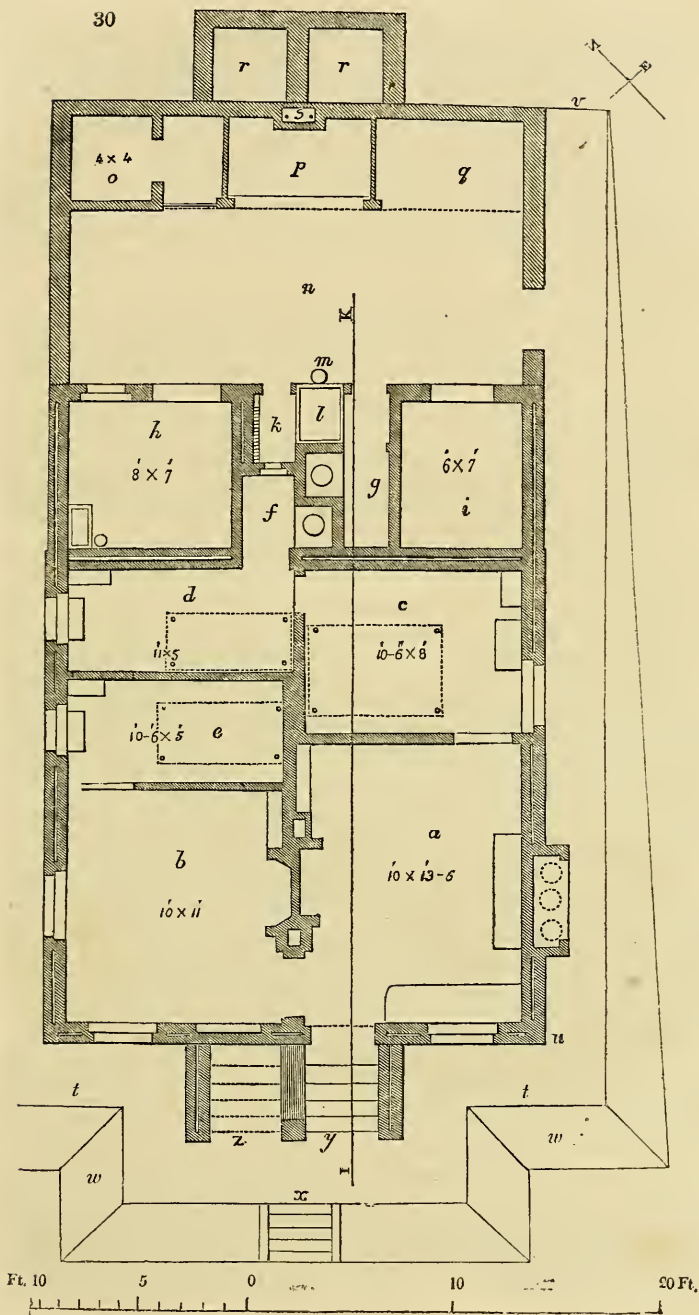 30
r r
N E
v
s
4 × 4
o
p
q
n
K
m
l
k
h
8' × 7'
g
6' × 7'
i
f
d
11' × 5
c
10'-6" × 8'
10'-6" × 5'
e
b
10' × 11'
a
10' × 13'-6
u
t
t
z
y
w
w
I
x
Ft. 10 5 0 10 20 Ft.